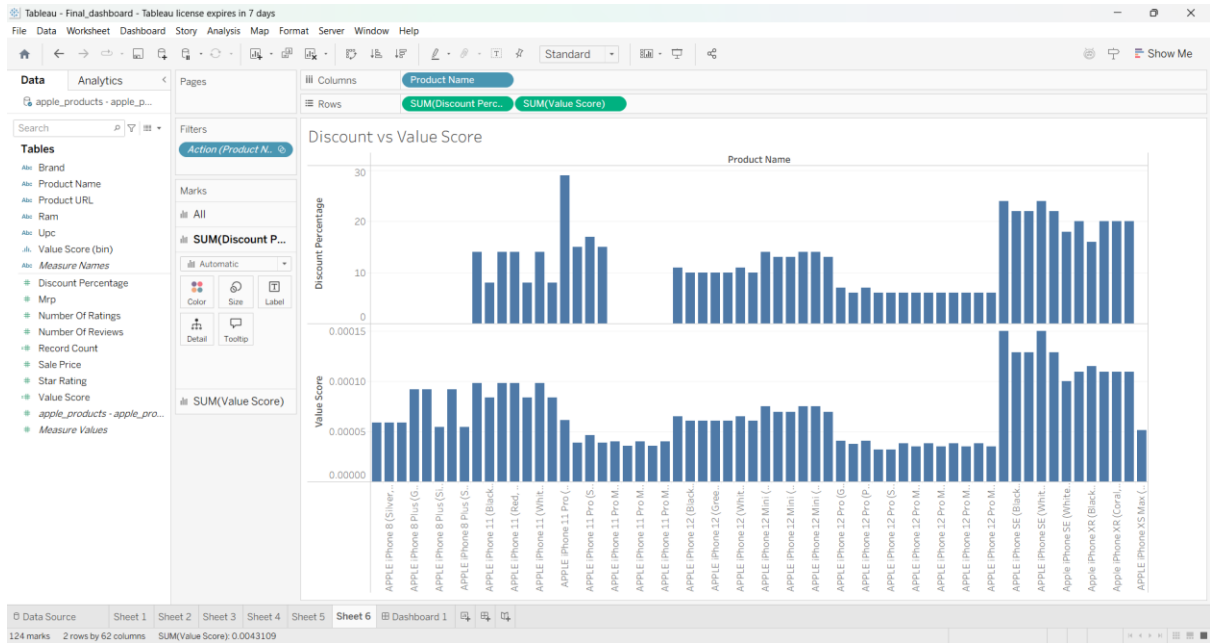 Tableau - Final_dashboard - Tableau license expires in 7 days
File Data Worksheet Dashboard Story Analysis Map Format Server Window Help
Standard
Show Me
Data Analytics
apple_products - apple_p...
Search
Tables
Abc Brand
Abc Product Name
Abc Product URL
Abc Ram
Abc Upc
Value Score (bin)
Abc Measure Names
# Discount Percentage
# Mrp
# Number Of Ratings
# Number Of Reviews
Record Count
# Sale Price
# Star Rating
Value Score
# apple_products - apple_pro...
# Measure Values
Pages
Filters
Action (Product N..
Marks
All
SUM(Discount P...
Automatic
Color Size Label
Detail Tooltip
SUM(Value Score)
Columns Product Name
Rows SUM(Discount Perc.. SUM(Value Score)
Discount vs Value Score
Product Name
Discount Percentage
30
20
10
0
Value Score
0.00015
0.00010
0.00005
0.00000
APPLE iPhone 8 (Silver,..
APPLE iPhone 8 Plus (G..
APPLE iPhone 8 Plus (Si..
APPLE iPhone 8 Plus (S..
APPLE iPhone 11 (Black..
APPLE iPhone 11 (Red, ..
APPLE iPhone 11 (Whit..
APPLE iPhone 11 Pro (..
APPLE iPhone 11 Pro (S..
APPLE iPhone 11 Pro M..
APPLE iPhone 11 Pro M..
APPLE iPhone 11 Pro M..
APPLE iPhone 12 (Black..
APPLE iPhone 12 (Gree..
APPLE iPhone 12 (Whit..
APPLE iPhone 12 Mini (..
APPLE iPhone 12 Mini (..
APPLE iPhone 12 Mini (..
APPLE iPhone 12 Pro (G..
APPLE iPhone 12 Pro (P..
APPLE iPhone 12 Pro (S..
APPLE iPhone 12 Pro M..
APPLE iPhone 12 Pro M..
APPLE iPhone 12 Pro M..
APPLE iPhone 12 Pro M..
APPLE iPhone SE (Black..
APPLE iPhone SE (Whit..
Apple iPhone SE (White..
APPLE iPhone XR (Black..
APPLE iPhone XR (Coral, ..
APPLE iPhone XS Max (..
Data Source Sheet 1 Sheet 2 Sheet 3 Sheet 4 Sheet 5 Sheet 6 Dashboard 1
124 marks 2 rows by 62 columns SUM(Value Score): 0.0043109